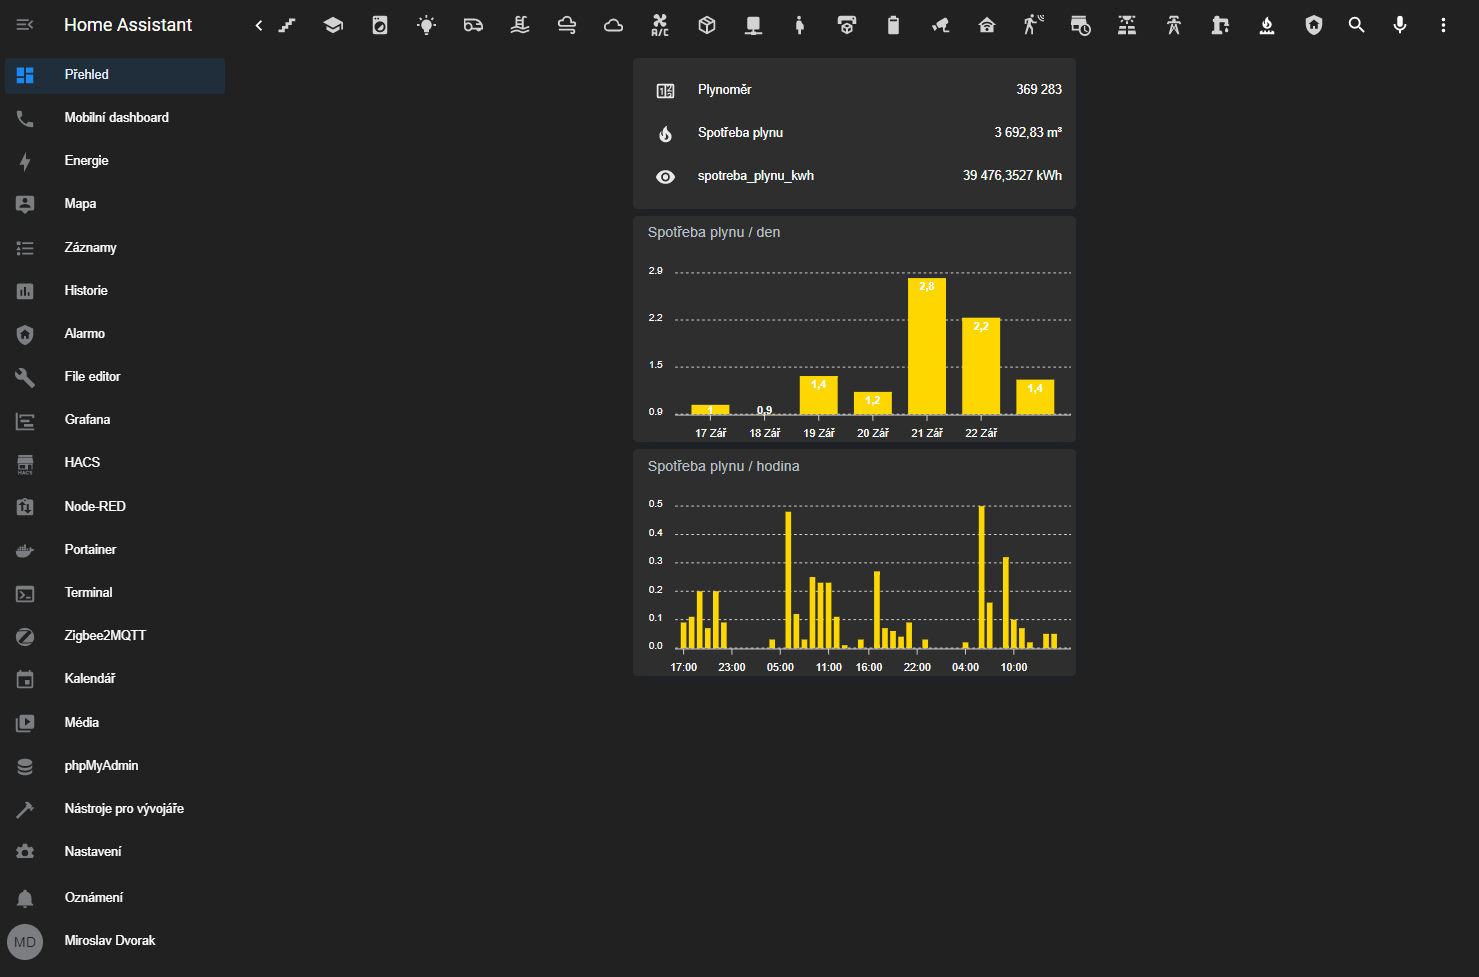 Home Assistant
A/C
Přehled
Mobilní dashboard
Energie
Mapa
Záznamy
Historie
Alarmo
File editor
Grafana
HACS
HACS
Node-RED
Portainer
Terminal
Zigbee2MQTT
Kalendář
Média
phpMyAdmin
Nástroje pro vývojáře
Nastavení
Oznámení
MD Miroslav Dvorak
Plynoměr 369 283
Spotřeba plynu 3 692,83 m³
spotreba_plynu_kwh 39 476,3527 kWh
Spotřeba plynu / den
2.9
2,8
2.2
2,2
1.5
1,4 1,4
1,2
0.9 1 0,9
17 Zář 18 Zář 19 Zář 20 Zář 21 Zář 22 Zář
Spotřeba plynu / hodina
0.5
0.4
0.3
0.2
0.1
0.0
17:00 23:00 05:00 11:00 16:00 22:00 04:00 10:00